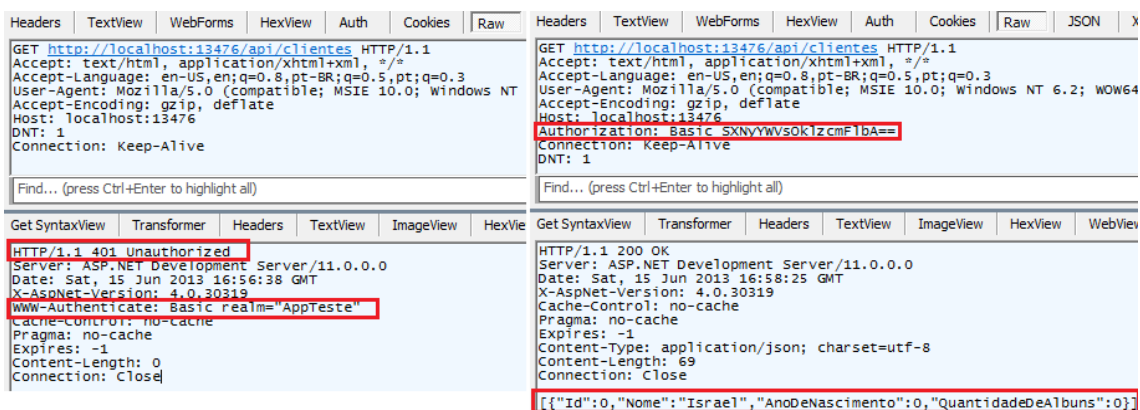 Headers TextView WebForms HexView Auth Cookies Raw
GET http://localhost:13476/api/clientes HTTP/1.1
Accept: text/html, application/xhtml+xml, */*
Accept-Language: en-US,en;q=0.8,pt-BR;q=0.5,pt;q=0.3
User-Agent: Mozilla/5.0 (compatible; MSIE 10.0; Windows NT
Accept-Encoding: gzip, deflate
Host: localhost:13476
DNT: 1
Connection: Keep-Alive
Find... (press Ctrl+Enter to highlight all)
Get SyntaxView Transformer Headers TextView ImageView HexVie
HTTP/1.1 401 Unauthorized
Server: ASP.NET Development Server/11.0.0.0
Date: Sat, 15 Jun 2013 16:56:38 GMT
X-AspNet-Version: 4.0.30319
WWW-Authenticate: Basic realm="AppTeste"
Cache-Control: no-cache
Pragma: no-cache
Expires: -1
Content-Length: 0
Connection: Close
Headers TextView WebForms HexView Auth Cookies Raw JSON X
GET http://localhost:13476/api/clientes HTTP/1.1
Accept: text/html, application/xhtml+xml, */*
Accept-Language: en-US,en;q=0.8,pt-BR;q=0.5,pt;q=0.3
User-Agent: Mozilla/5.0 (compatible; MSIE 10.0; Windows NT 6.2; WOW64
Accept-Encoding: gzip, deflate
Host: localhost:13476
Authorization: Basic SXNyYWVsOklzcmFlbA==
Connection: Keep-Alive
DNT: 1
Find... (press Ctrl+Enter to highlight all)
Get SyntaxView Transformer Headers TextView ImageView HexView WebView
HTTP/1.1 200 OK
Server: ASP.NET Development Server/11.0.0.0
Date: Sat, 15 Jun 2013 16:58:25 GMT
X-AspNet-Version: 4.0.30319
Cache-Control: no-cache
Pragma: no-cache
Expires: -1
Content-Type: application/json; charset=utf-8
Content-Length: 69
Connection: Close
[{"Id":0,"Nome":"Israel","AnoDeNascimento":0,"QuantidadeDeAlbuns":0}]